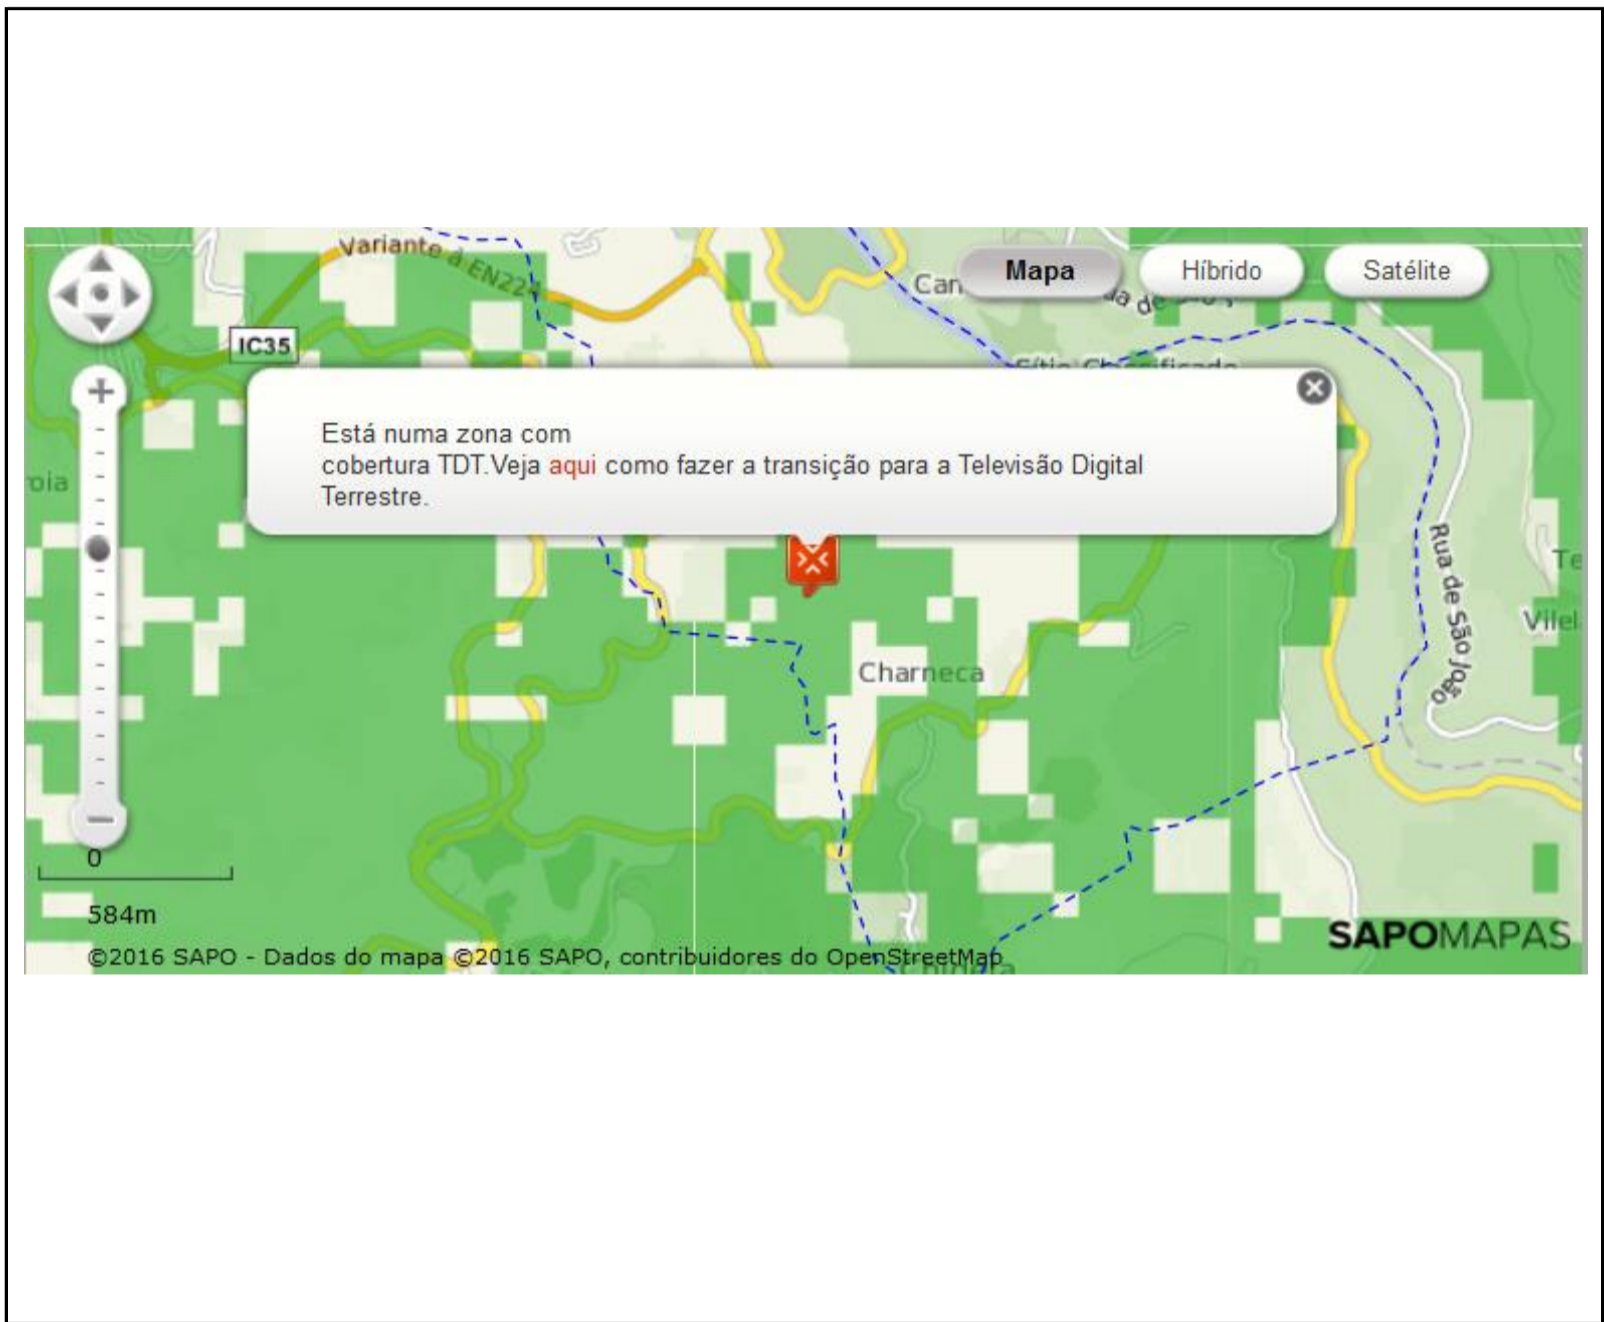 Variante à EN224
Mapa
Híbrido
Satélite
IC35
Está numa zona com
cobertura TDT.Veja aqui como fazer a transição para a Televisão Digital
Terrestre.
Rua de São João
Charneca
0
584m
SAPOMAPAS
©2016 SAPO - Dados do mapa ©2016 SAPO, contribuidores do OpenStreetMap